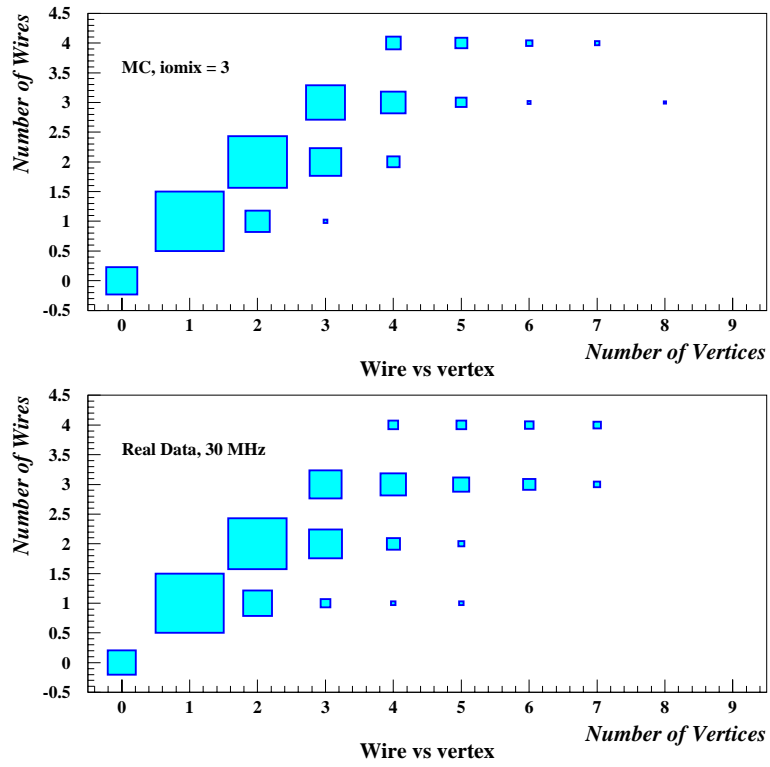 Number of Wires
4.5
4
3.5
3
2.5
2
1.5
1
0.5
0
-0.5
MC, iomix = 3
0 1 2 3 4 5 6 7 8 9
Number of Vertices
Wire vs vertex
Number of Wires
4.5
4
3.5
3
2.5
2
1.5
1
0.5
0
-0.5
Real Data, 30 MHz
0 1 2 3 4 5 6 7 8 9
Number of Vertices
Wire vs vertex